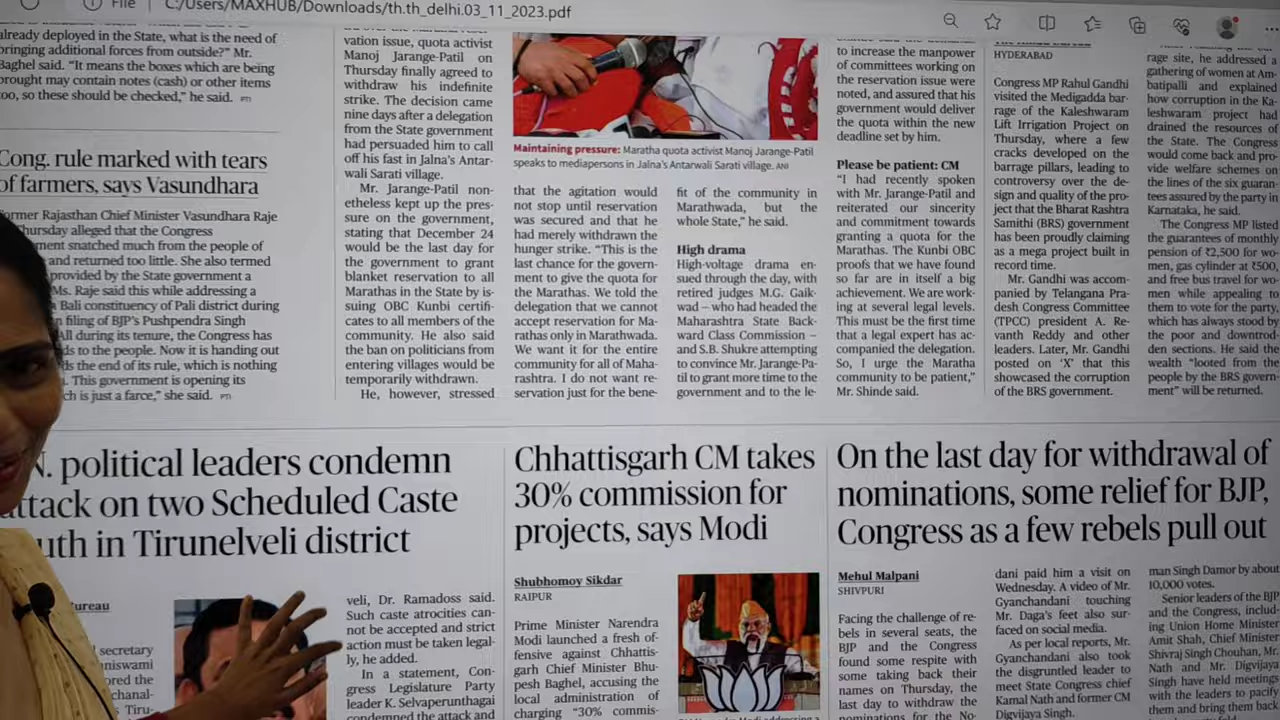 File
C:/Users/MAXHUB/Downloads/th.th_delhi.03_11_2023.pdf
already deployed in the State, what is the need of
bringing additional forces from outside?” Mr.
Baghel said. “It means the boxes which are being
brought may contain notes (cash) or other items
too, so these should be checked,” he said. PTI
Cong. rule marked with tears
of farmers, says Vasundhara
Former Rajasthan Chief Minister Vasundhara Raje
Thursday alleged that the Congress
ment snatched much from the people of
and returned too little. She also termed
provided by the State government a
Ms. Raje said this while addressing a
Bali constituency of Pali district during
filing of BJP’s Pushpendra Singh
All during its tenure, the Congress has
ds to the people. Now it is handing out
ds the end of its rule, which is nothing
. This government is opening its
ch is just a farce,” she said. PTI
vation issue, quota activist
Manoj Jarange-Patil on
Thursday finally agreed to
withdraw his indefinite
strike. The decision came
nine days after a delegation
from the State government
had persuaded him to call
off his fast in Jalna’s Antar-
wali Sarati village.
Mr. Jarange-Patil non-
etheless kept up the pres-
sure on the government,
stating that December 24
would be the last day for
the government to grant
blanket reservation to all
Marathas in the State by is-
suing OBC Kunbi certifi-
cates to all members of the
community. He also said
the ban on politicians from
entering villages would be
temporarily withdrawn.
He, however, stressed
Maintaining pressure: Maratha quota activist Manoj Jarange-Patil
speaks to mediapersons in Jalna’s Antarwali Sarati village. ANI
that the agitation would
not stop until reservation
was secured and that he
had merely withdrawn the
hunger strike. “This is the
last chance for the govern-
ment to give the quota for
the Marathas. We told the
delegation that we cannot
accept reservation for Ma-
rathas only in Marathwada.
We want it for the entire
community for all of Maha-
rashtra. I do not want re-
servation just for the bene-
fit of the community in
Marathwada, but the
whole State,” he said.
High drama
High-voltage drama en-
sued through the day, with
retired judges M.G. Gaik-
wad – who had headed the
Maharashtra State Back-
ward Class Commission –
and S.B. Shukre attempting
to convince Mr. Jarange-Pa-
til to grant more time to the
government and to the le-
to increase the manpower
of committees working on
the reservation issue were
noted, and assured that his
government would deliver
the quota within the new
deadline set by him.
Please be patient: CM
“I had recently spoken
with Mr. Jarange-Patil and
reiterated our sincerity
and commitment towards
granting a quota for the
Marathas. The Kunbi OBC
proofs that we have found
so far are in itself a big
achievement. We are work-
ing at several legal levels.
This must be the first time
that a legal expert has ac-
companied the delegation.
So, I urge the Maratha
community to be patient,”
Mr. Shinde said.
HYDERABAD
Congress MP Rahul Gandhi
visited the Medigadda bar-
rage of the Kaleshwaram
Lift Irrigation Project on
Thursday, where a few
cracks developed on the
barrage pillars, leading to
controversy over the de-
sign and quality of the pro-
ject that the Bharat Rashtra
Samithi (BRS) government
has been proudly claiming
as a mega project built in
record time.
Mr. Gandhi was accom-
panied by Telangana Pra-
desh Congress Committee
(TPCC) president A. Re-
vanth Reddy and other
leaders. Later, Mr. Gandhi
posted on ‘X’ that this
showcased the corruption
of the BRS government.
rage site, he addressed a
gathering of women at Am-
batipalli and explained
how corruption in the Ka-
leshwaram project had
drained the resources of
the State. The Congress
would come back and pro-
vide welfare schemes on
the lines of the six guaran-
tees assured by the party in
Karnataka, he said.
The Congress MP listed
the guarantees of monthly
pension of ₹2,500 for wo-
men, gas cylinder at ₹500,
and free bus travel for wo-
men while appealing to
them to vote for the party,
which has always stood by
the poor and downtrod-
den sections. He said the
wealth “looted from the
people by the BRS govern-
ment” will be returned.
N. political leaders condemn
attack on two Scheduled Caste
uth in Tirunelveli district
ureau
secretary
niswami
ored the
chanal-
Tiru-
veli, Dr. Ramadoss said.
Such caste atrocities can-
not be accepted and strict
action must be taken legal-
ly, he added.
In a statement, Con-
gress Legislature Party
leader K. Selvaperunthagai
condemned the attack and
Chhattisgarh CM takes
30% commission for
projects, says Modi
Shubhomoy Sikdar
RAIPUR
Prime Minister Narendra
Modi launched a fresh of-
fensive against Chhattis-
garh Chief Minister Bhu-
pesh Baghel, accusing the
local administration of
charging “30% commis-
On the last day for withdrawal of
nominations, some relief for BJP,
Congress as a few rebels pull out
Mehul Malpani
SHIVPURI
Facing the challenge of re-
bels in several seats, the
BJP and the Congress
found some respite with
some taking back their
names on Thursday, the
last day to withdraw the
nominations for the No-
dani paid him a visit on
Wednesday. A video of Mr.
Gyanchandani touching
Mr. Daga’s feet also sur-
faced on social media.
As per local reports, Mr.
Gyanchandani also took
the disgruntled leader to
meet State Congress chief
Kamal Nath and former CM
Digvijaya Singh.
man Singh Damor by about
10,000 votes.
Senior leaders of the BJP
and the Congress, includ-
ing Union Home Minister
Amit Shah, Chief Minister
Shivraj Singh Chouhan, Mr.
Nath and Mr. Digvijaya
Singh have held meetings
with the leaders to pacify
them and bring them back